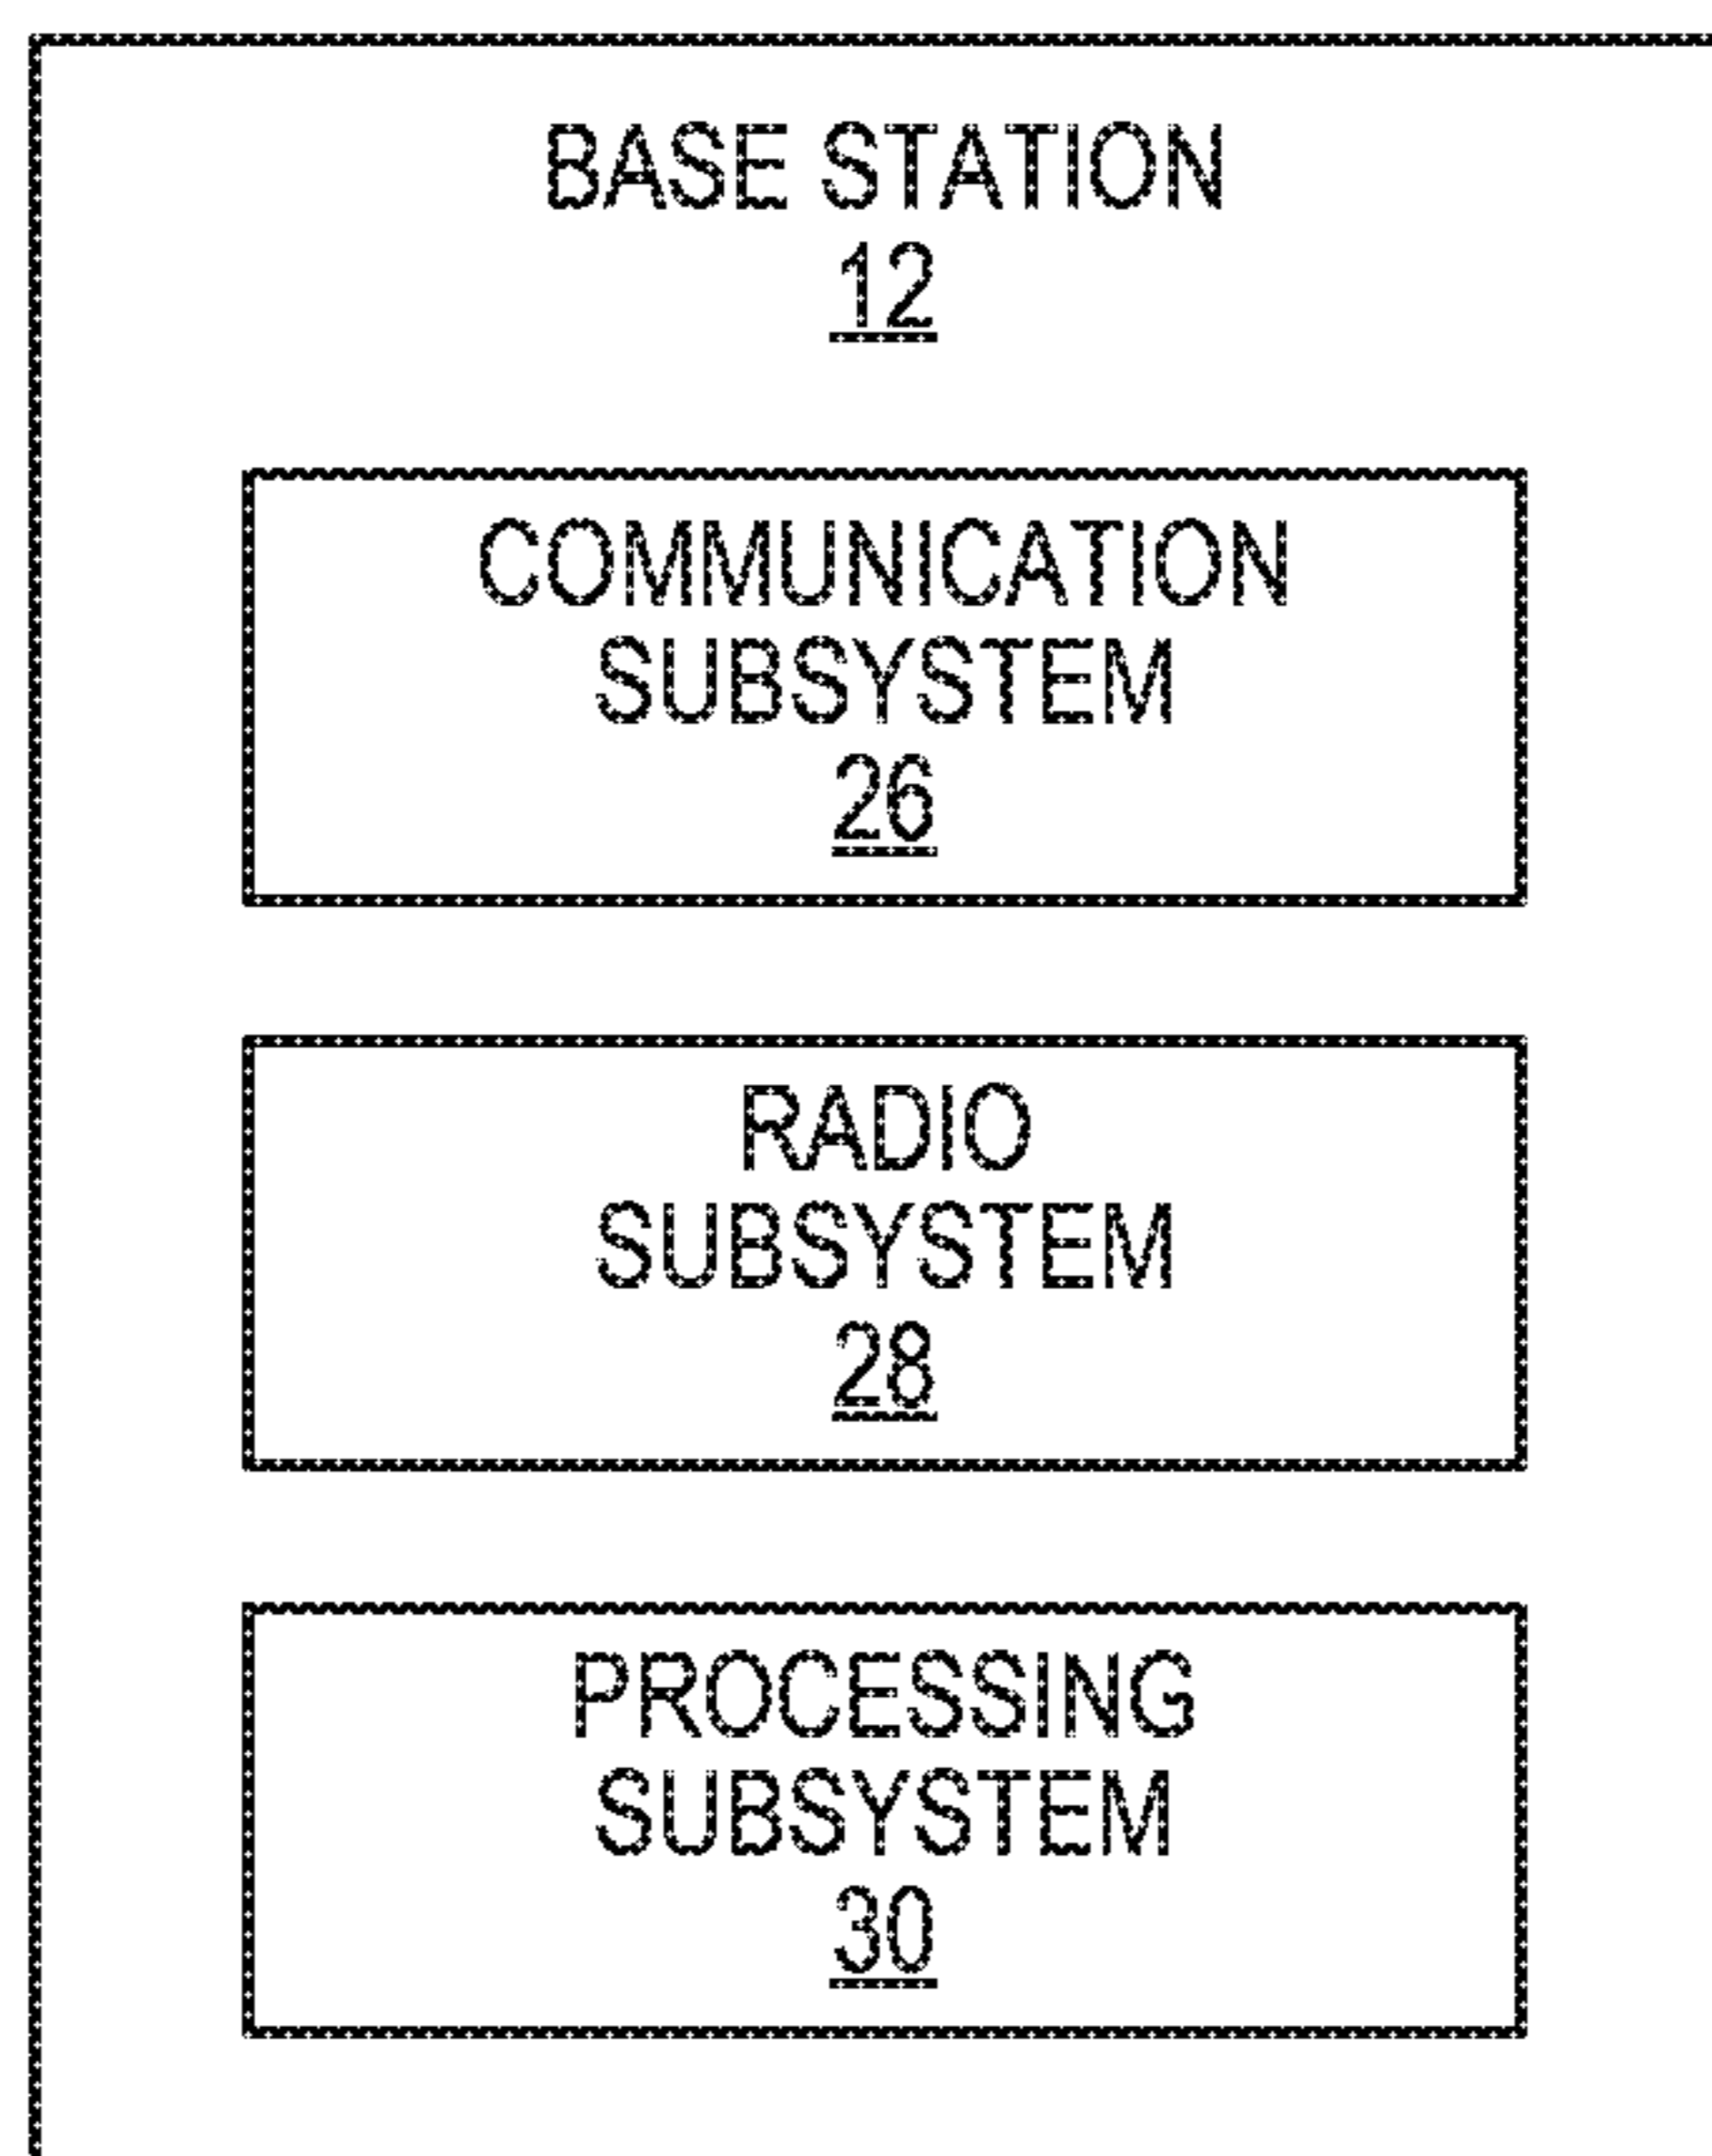 BASE STATION
12
COMMUNICATION
SUBSYSTEM
26
RADIO
SUBSYSTEM
28
PROCESSING
SUBSYSTEM
30